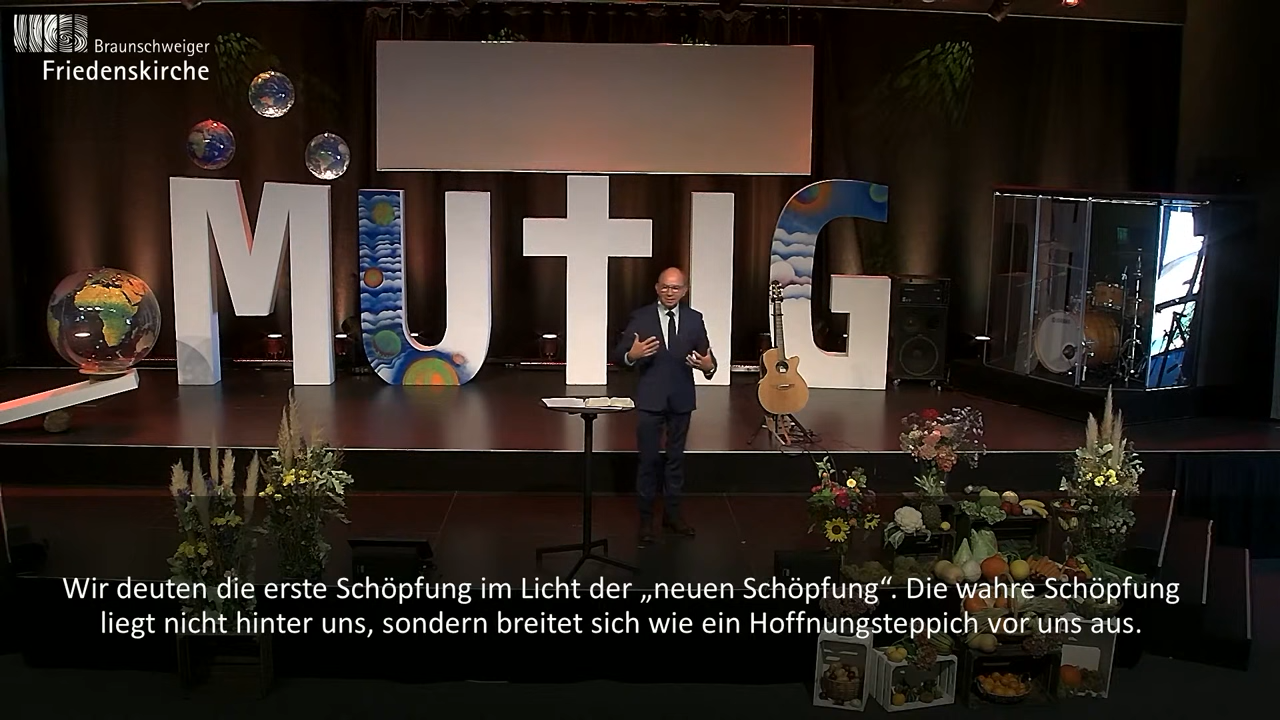 Braunschweiger
Friedenskirche
MUtIG
Wir deuten die erste Schöpfung im Licht der „neuen Schöpfung“. Die wahre Schöpfung
liegt nicht hinter uns, sondern breitet sich wie ein Hoffnungsteppich vor uns aus.